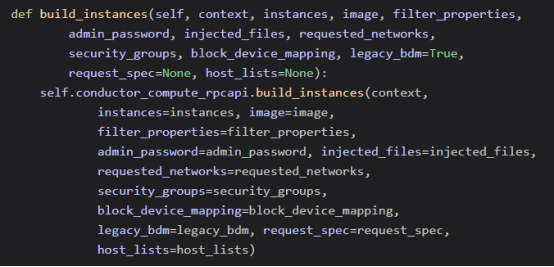 def build_instances(self, context, instances, image, filter_properties,
admin_password, injected_files, requested_networks,
security_groups, block_device_mapping, legacy_bdm=True,
request_spec=None, host_lists=None):
self.conductor_compute_rpcapi.build_instances(context,
instances=instances, image=image,
filter_properties=filter_properties,
admin_password=admin_password, injected_files=injected_files,
requested_networks=requested_networks,
security_groups=security_groups,
block_device_mapping=block_device_mapping,
legacy_bdm=legacy_bdm, request_spec=request_spec,
host_lists=host_lists)